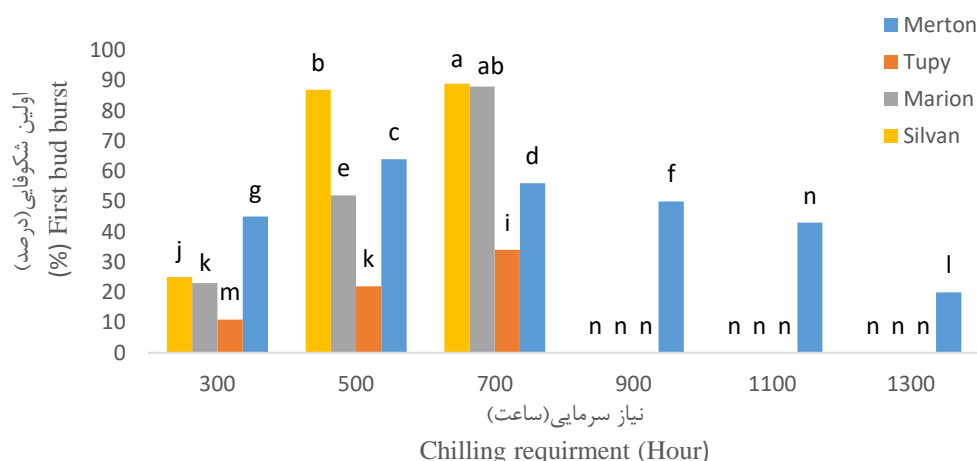 Merton
Tupy
Marion
Silvan
اولین شکوفایی(درصد)
(%) First bud burst
100
90
80
70
60
50
40
30
20
10
0
j k m g
b e k c
a ab i d
n n n f
n n n n
n n n l
300 500 700 900 1100 1300
نیاز سرمایی(ساعت)
Chilling requirment (Hour)